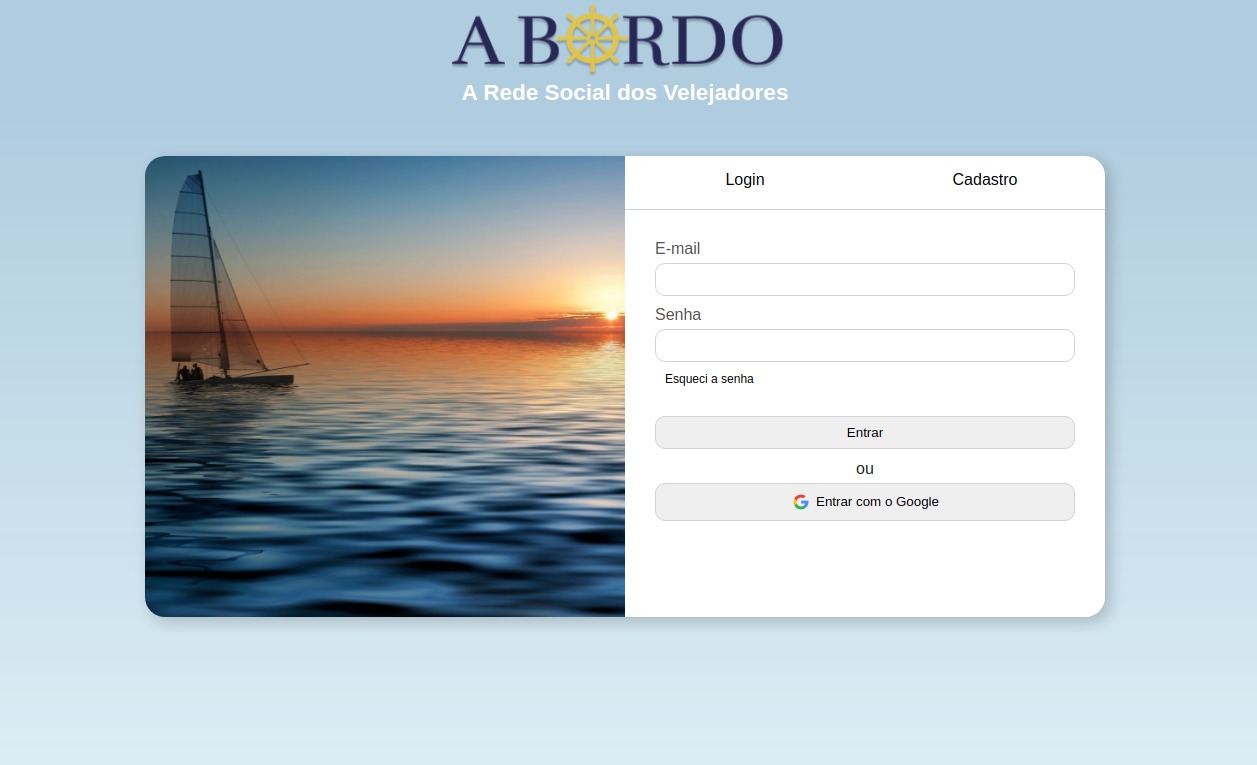 A BORDO
A Rede Social dos Velejadores
Login
Cadastro
E-mail
Senha
Esqueci a senha
Entrar
ou
Entrar com o Google